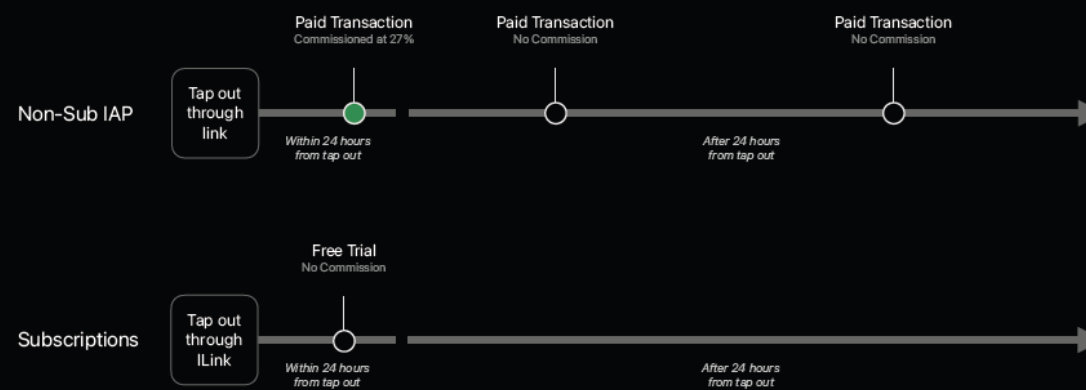 Paid Transaction
Commissioned at 27%
Paid Transaction
No Commission
Paid Transaction
No Commission
Non-Sub IAP
Tap out
through
link
Within 24 hours
from tap out
After 24 hours
from tap out
Free Trial
No Commission
Subscriptions
Tap out
through
lLink
Within 24 hours
from tap out
After 24 hours
from tap out